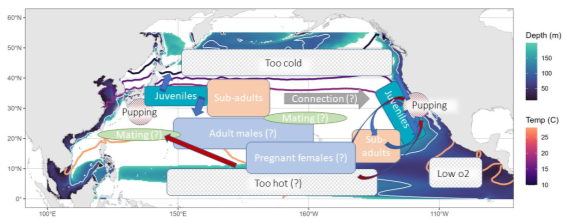 60°N
50°N
40°N
30°N
20°N
10°N
0°
100°E
150°E
160°W
110°W
Too cold
Juveniles
Sub-adults
Pupping
Connection (?)
Mating (?)
Mating (?)
Adult males (?)
Pregnant females (?)
Too hot (?)
Juveniles
Pupping
Sub-
adults
Low o2
Depth (m)
150
100
50
Temp (C)
25
20
15
10